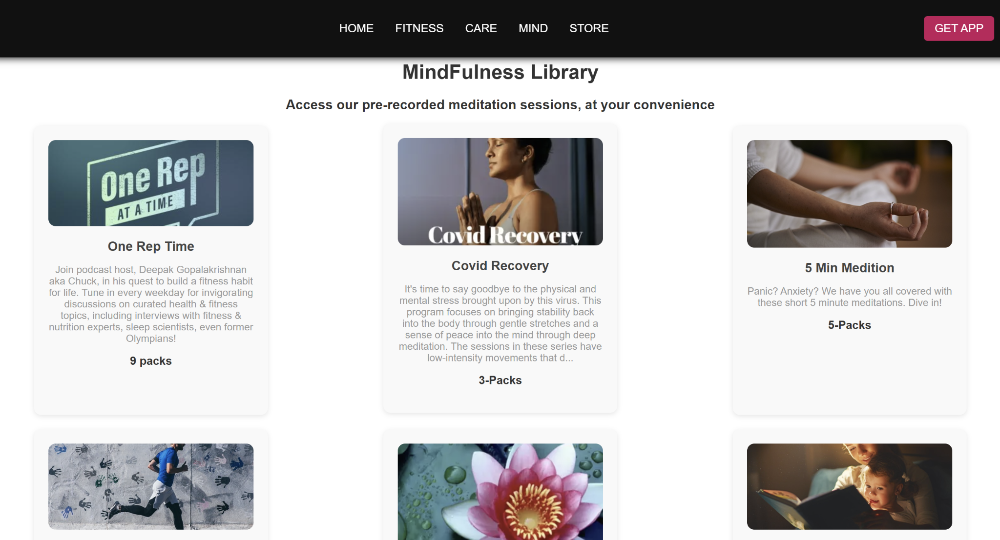 HOME FITNESS CARE MIND STORE GET APP
MindFulness Library
Access our pre-recorded meditation sessions, at your convenience
One Rep
AT A TIME
One Rep Time
Join podcast host, Deepak Gopalakrishnan
aka Chuck, in his quest to build a fitness habit
for life. Tune in every weekday for invigorating
discussions on curated health & fitness
topics, including interviews with fitness &
nutrition experts, sleep scientists, even former
Olympians!
9 packs
Covid Recovery
Covid Recovery
It's time to say goodbye to the physical and
mental stress brought upon by this virus. This
program focuses on bringing stability back
into the body through gentle stretches and a
sense of peace into the mind through deep
meditation. The sessions in these series have
low-intensity movements that d...
3-Packs
5 Min Medition
Panic? Anxiety? We have you all covered with
these short 5 minute meditations. Dive in!
5-Packs